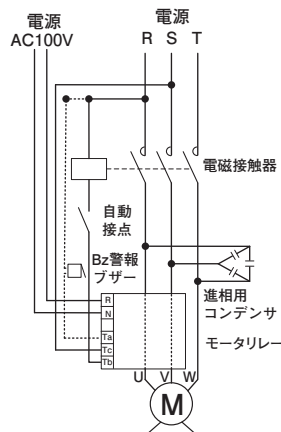 電源
AC100V
電源
R S T
電磁接触器
自動
接点
Bz警報
ブザー
進相用
コンデンサ
モータリレー
R
N
Ta
Tc
Tb
U V W
M